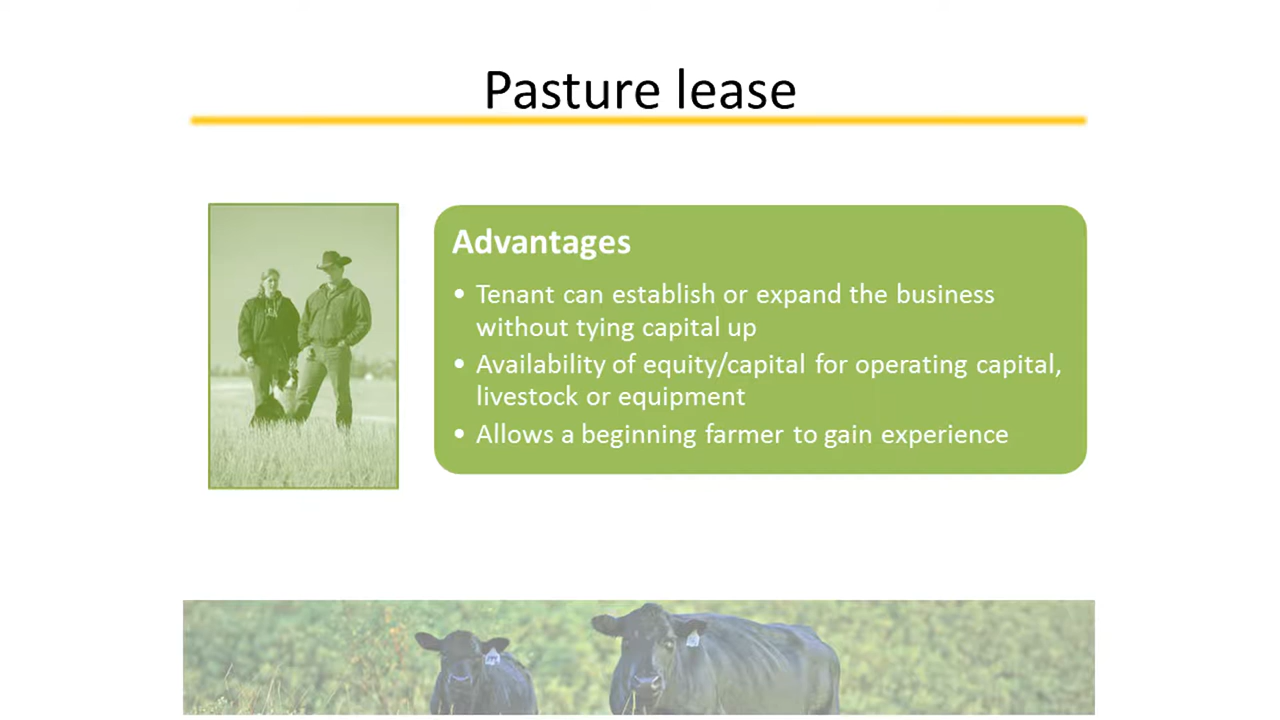 Pasture lease
Advantages
• Tenant can establish or expand the business
without tying capital up
• Availability of equity/capital for operating capital,
livestock or equipment
• Allows a beginning farmer to gain experience